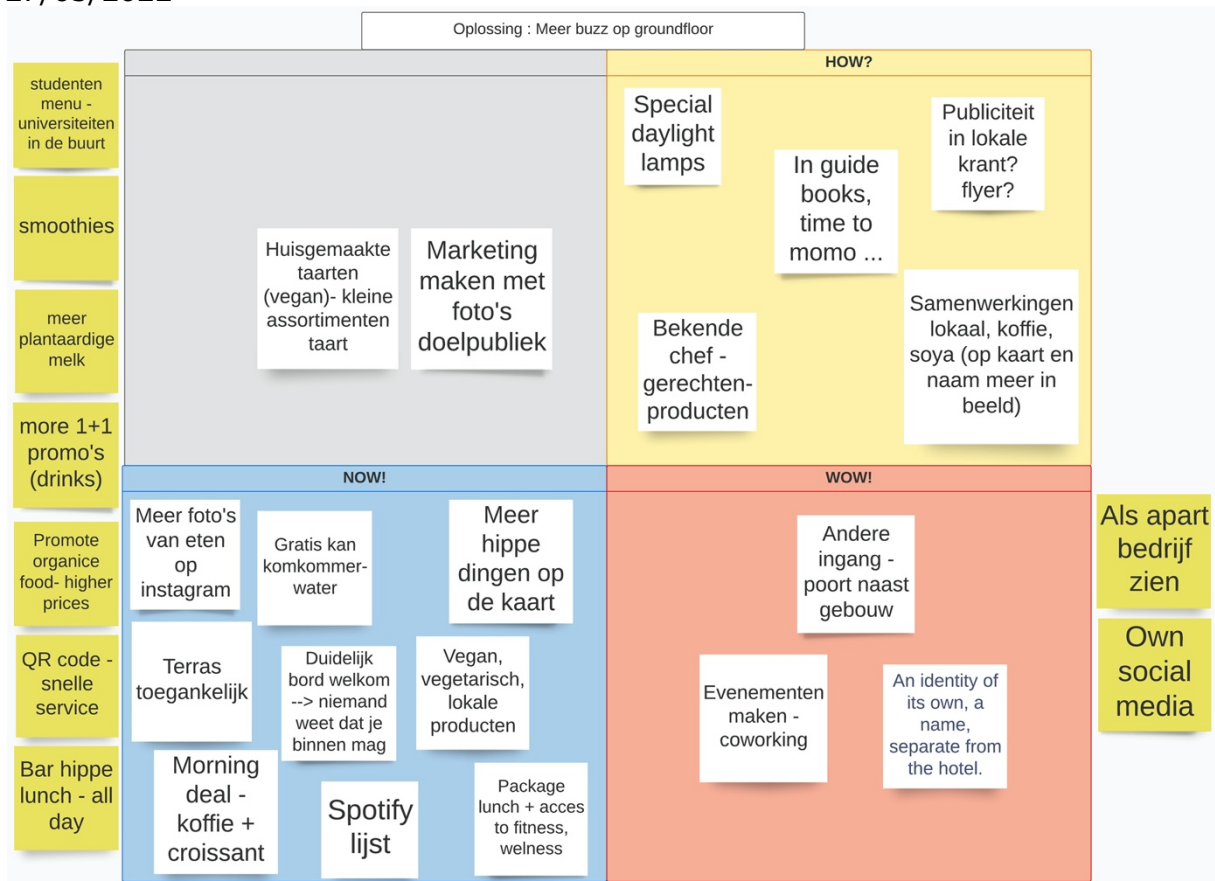 Oplossing : Meer buzz op groundfloor
studenten
menu -
universiteiten
in de buurt
smoothies
meer
plantaardige
melk
more 1+1
promo's
(drinks)
Promote
organice
food- higher
prices
QR code -
snelle
service
Bar hippe
lunch - all
day
Huisgemaakte
taarten
(vegan)- kleine
assortimenten
taart
Marketing
maken met
foto's
doelpubliek
HOW?
Special
daylight
lamps
In guide
books,
time to
momo ...
Publiciteit
in lokale
krant?
flyer?
Bekende
chef -
gerechten-
producten
Samenwerkingen
lokaal, koffie,
soya (op kaart en
naam meer in
beeld)
NOW!
Meer foto's
van eten
op
instagram
Gratis kan
komkommer-
water
Meer
hippe
dingen op
de kaart
Terras
toegankelijk
Duidelijk
bord welkom
--> niemand
weet dat je
binnen mag
Vegan,
vegetarisch,
lokale
producten
Morning
deal -
koffie +
croissant
Spotify
lijst
Package
lunch + acces
to fitness,
welness
WOW!
Andere
ingang -
poort naast
gebouw
Evenementen
maken -
coworking
An identity of
its own, a
name,
separate from
the hotel.
Als apart
bedrijf
zien
Own
social
media